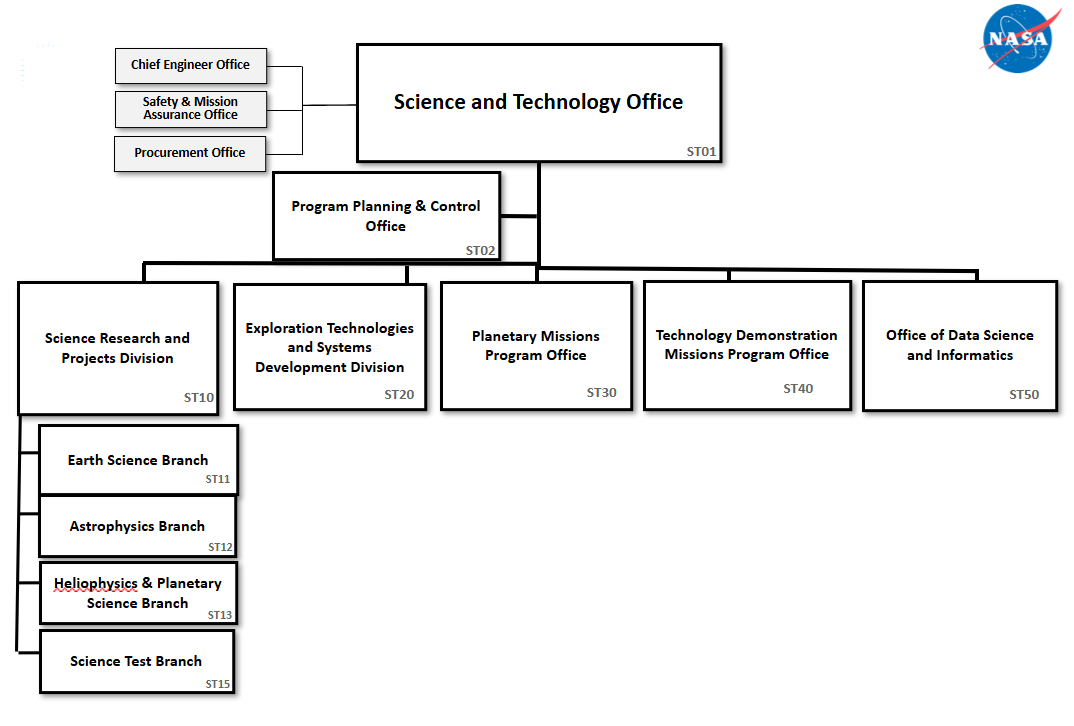 NASA
Chief Engineer Office
Safety & Mission
Assurance Office
Procurement Office
Science and Technology Office
ST01
Program Planning & Control
Office
ST02
Science Research and
Projects Division
ST10
Exploration Technologies
and Systems
Development Division
ST20
Planetary Missions
Program Office
ST30
Technology Demonstration
Missions Program Office
ST40
Office of Data Science
and Informatics
ST50
Earth Science Branch
ST11
Astrophysics Branch
ST12
Heliophysics & Planetary
Science Branch
ST13
Science Test Branch
ST15